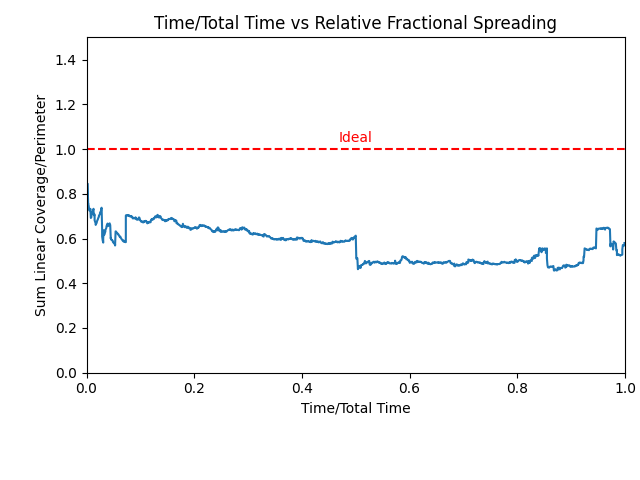 Time/Total Time vs Relative Fractional Spreading
Sum Linear Coverage/Perimeter
1.4
1.2
1.0
0.8
0.6
0.4
0.2
0.0
Ideal
0.0 0.2 0.4 0.6 0.8 1.0
Time/Total Time